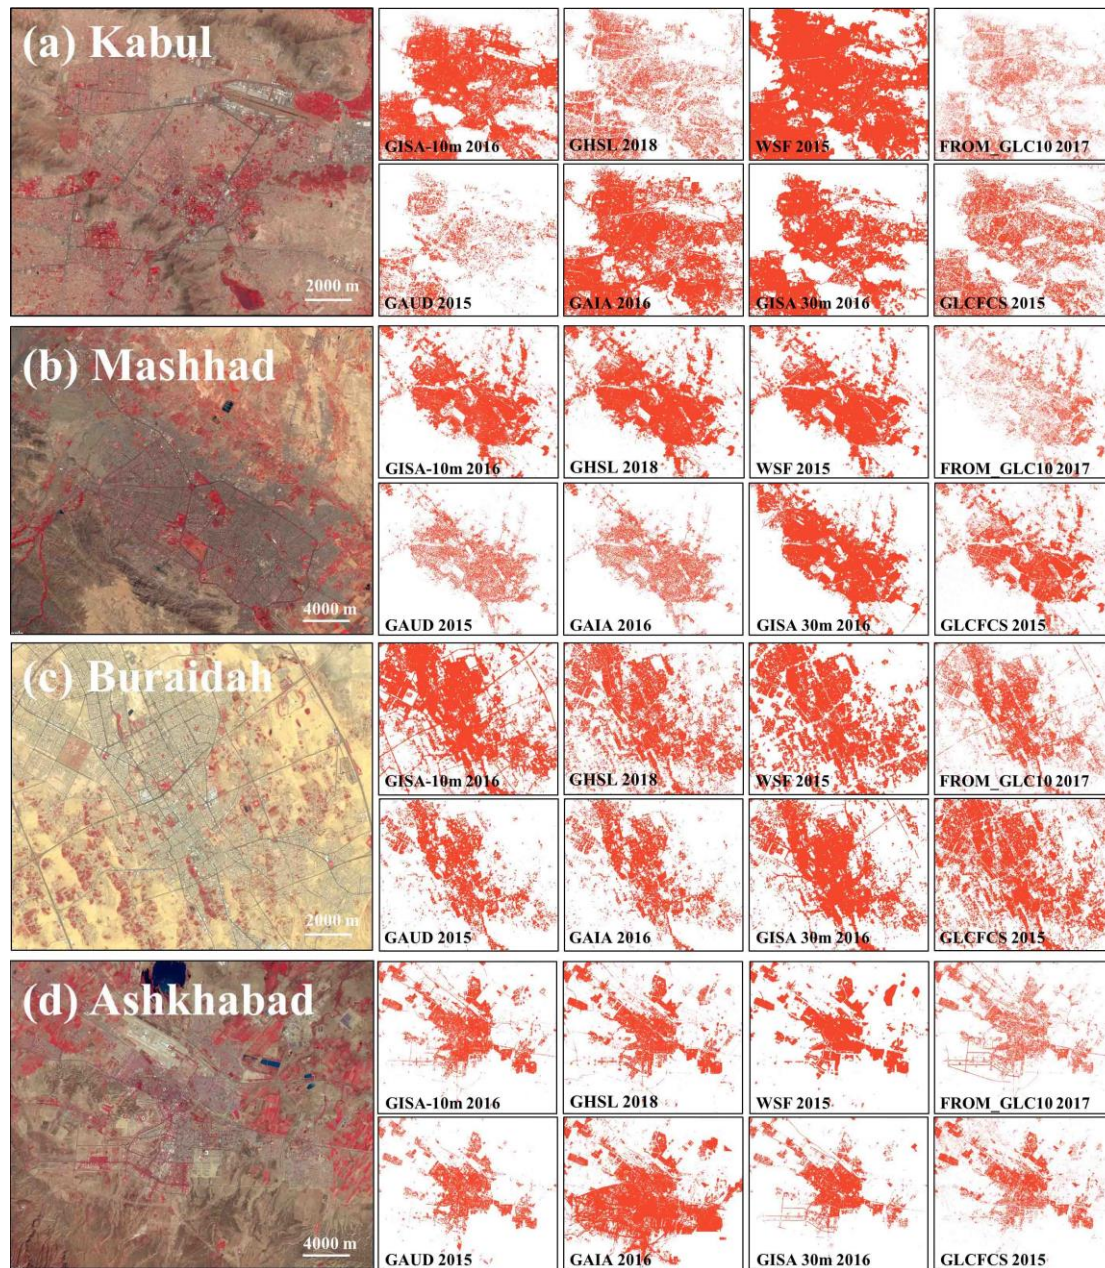 (a) Kabul
2000 m
GISA-10m 2016
GHSL 2018
WSF 2015
FROM_GLC10 2017
GAUD 2015
GAIA 2016
GISA 30m 2016
GLCFCS 2015
(b) Mashhad
4000 m
GISA-10m 2016
GHSL 2018
WSF 2015
FROM_GLC10 2017
GAUD 2015
GAIA 2016
GISA 30m 2016
GLCFCS 2015
(c) Buraidah
2000 m
GISA-10m 2016
GHSL 2018
WSF 2015
FROM_GLC10 2017
GAUD 2015
GAIA 2016
GISA 30m 2016
GLCFCS 2015
(d) Ashkhabad
4000 m
GISA-10m 2016
GHSL 2018
WSF 2015
FROM_GLC10 2017
GAUD 2015
GAIA 2016
GISA 30m 2016
GLCFCS 2015